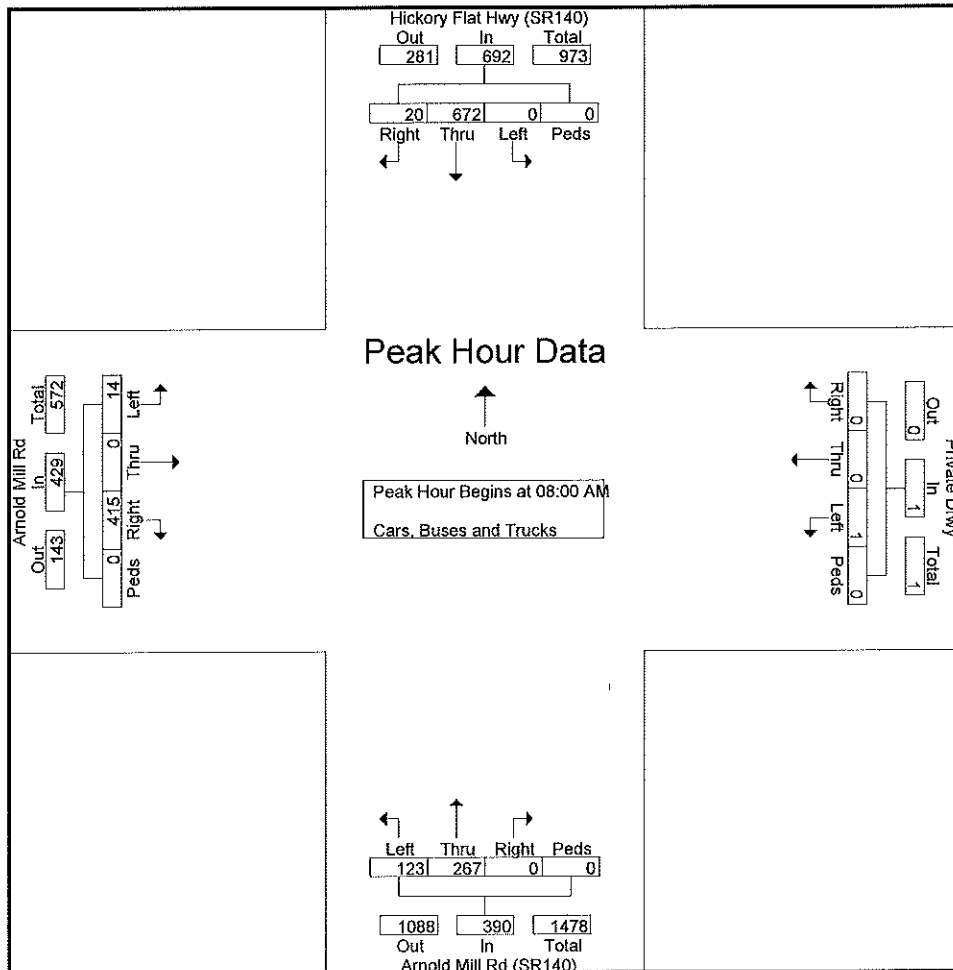 Hickory Flat Hwy (SR140)
Out In Total
281 692 973
20 672 0 0
Right Thru Left Peds
Peak Hour Data
North
Peak Hour Begins at 08:00 AM
Cars, Buses and Trucks
Arnold Mill Rd
Out In Total
143 429 572
Left Thru Right Peds
14 0 415 0
Private Drwy
Out In Total
0 1 1
0 0 1 0
Right Thru Left Peds
Left Thru Right Peds
123 267 0 0
1088 390 1478
Out In Total
Arnold Mill Rd (SR140)